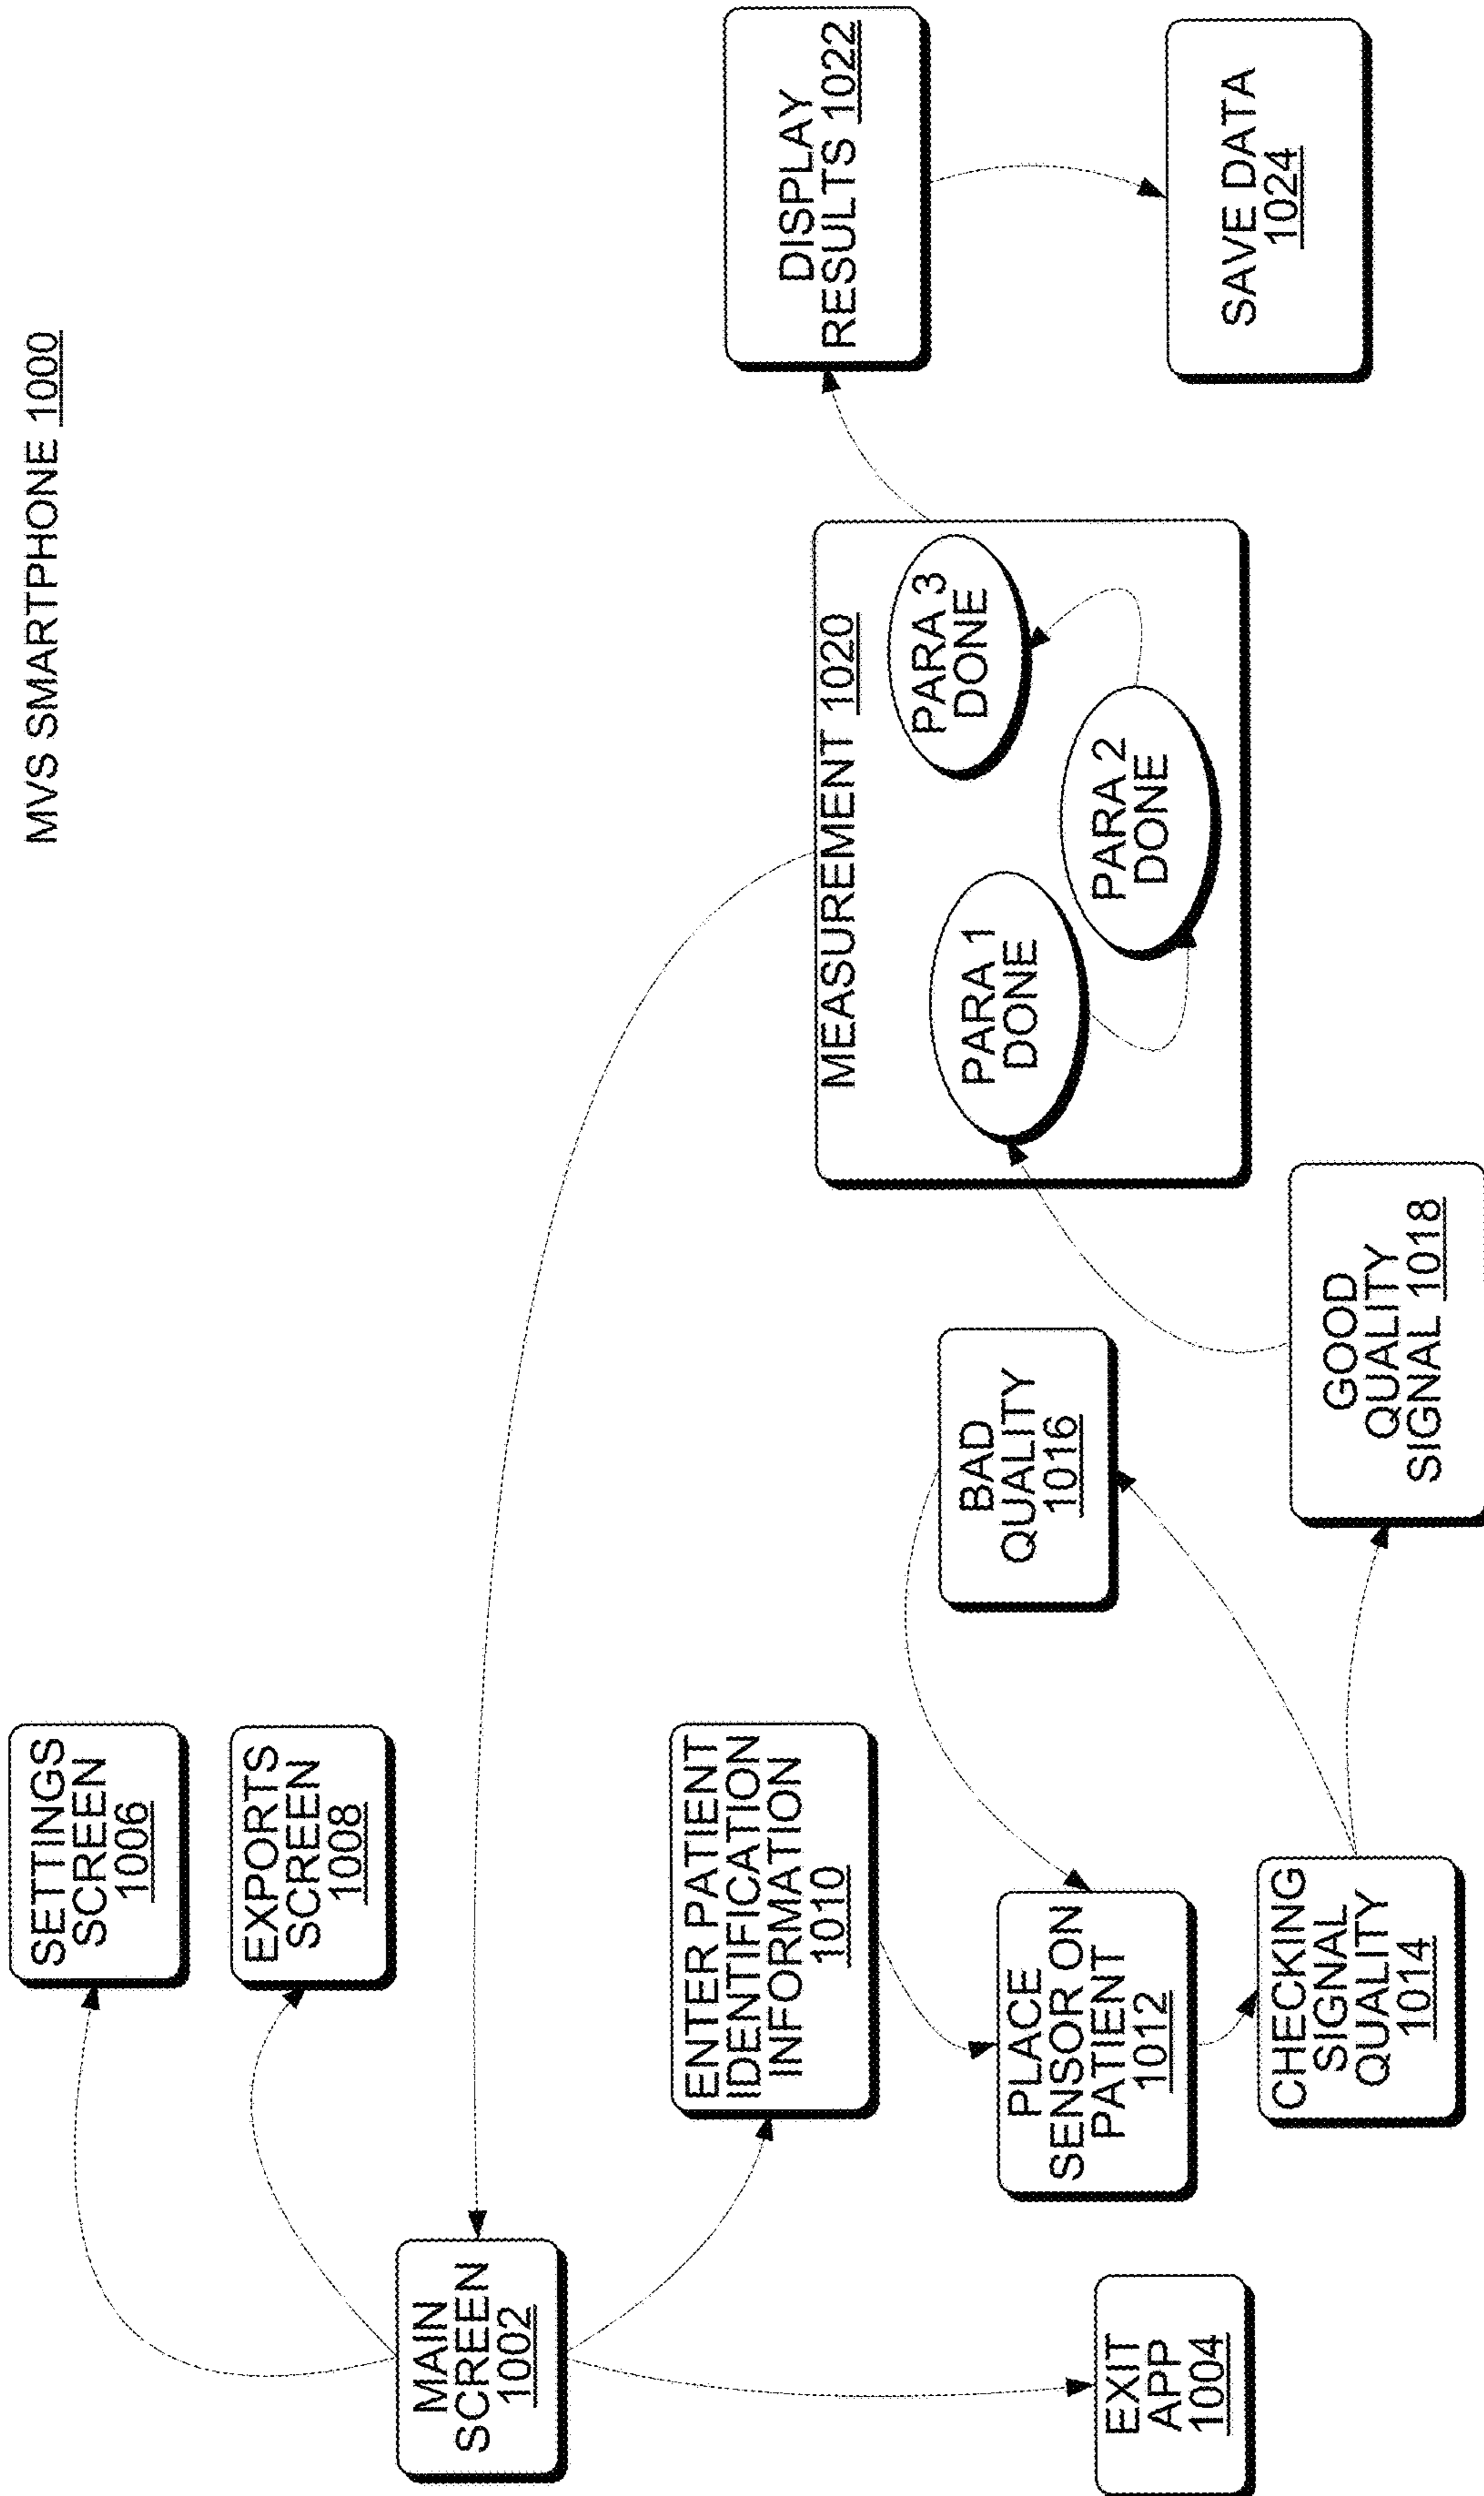 MVS SMARTPHONE 1000
SETTINGS
SCREEN
1006
EXPORTS
SCREEN
1008
MAIN
SCREEN
1002
ENTER PATIENT
IDENTIFICATION
INFORMATION
1010
EXIT
APP
1004
PLACE
SENSOR ON
PATIENT
1012
CHECKING
SIGNAL
QUALITY
1014
BAD
QUALITY
1016
GOOD
QUALITY
SIGNAL 1018
MEASUREMENT 1020
PARA 1
DONE
PARA 2
DONE
PARA 3
DONE
DISPLAY
RESULTS 1022
SAVE DATA
1024